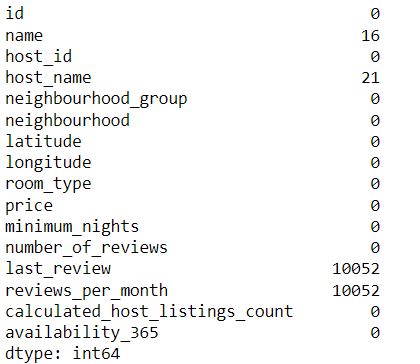 id 0
name 16
host_id 0
host_name 21
neighbourhood_group 0
neighbourhood 0
latitude 0
longitude 0
room_type 0
price 0
minimum_nights 0
number_of_reviews 0
last_review 10052
reviews_per_month 10052
calculated_host_listings_count 0
availability_365 0
dtype: int64